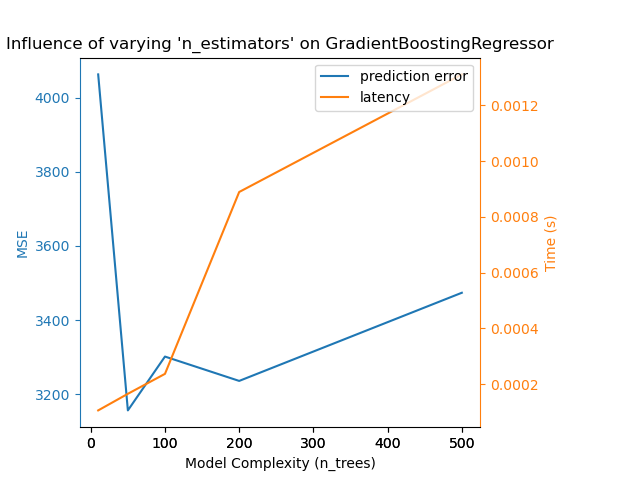 Influence of varying 'n_estimators' on GradientBoostingRegressor
prediction error
latency
4000
3800
3600
3400
3200
MSE
0.0012
0.0010
0.0008
0.0006
0.0004
0.0002
Time (s)
0 100 200 300 400 500
Model Complexity (n_trees)